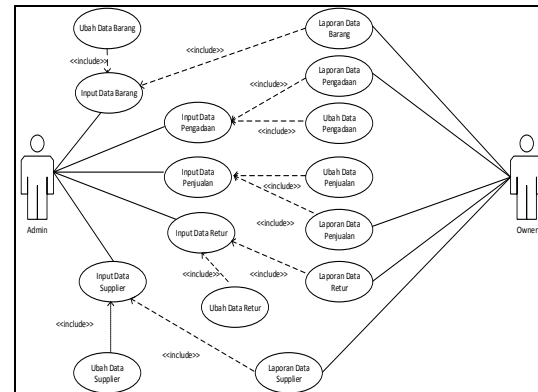 Ubah Data Barang
Laporan Data
Barang
<<include>>
<<include>>
Input Data Barang
Laporan Data
Pengadaan
<<include>>
Input Data
Pengadaan
<<include>>
Ubah Data
Pengadaan
Input Data
Penjualan
<<include>>
Ubah Data
Penjualan
Admin
Owner
<<include>>
Input Data Retur
Laporan Data
Penjualan
Input Data
Supplier
<<include>>
<<include>>
Laporan Data
Retur
Ubah Data Retur
<<include>>
<<include>>
Ubah Data
Supplier
Laporan Data
Supplier